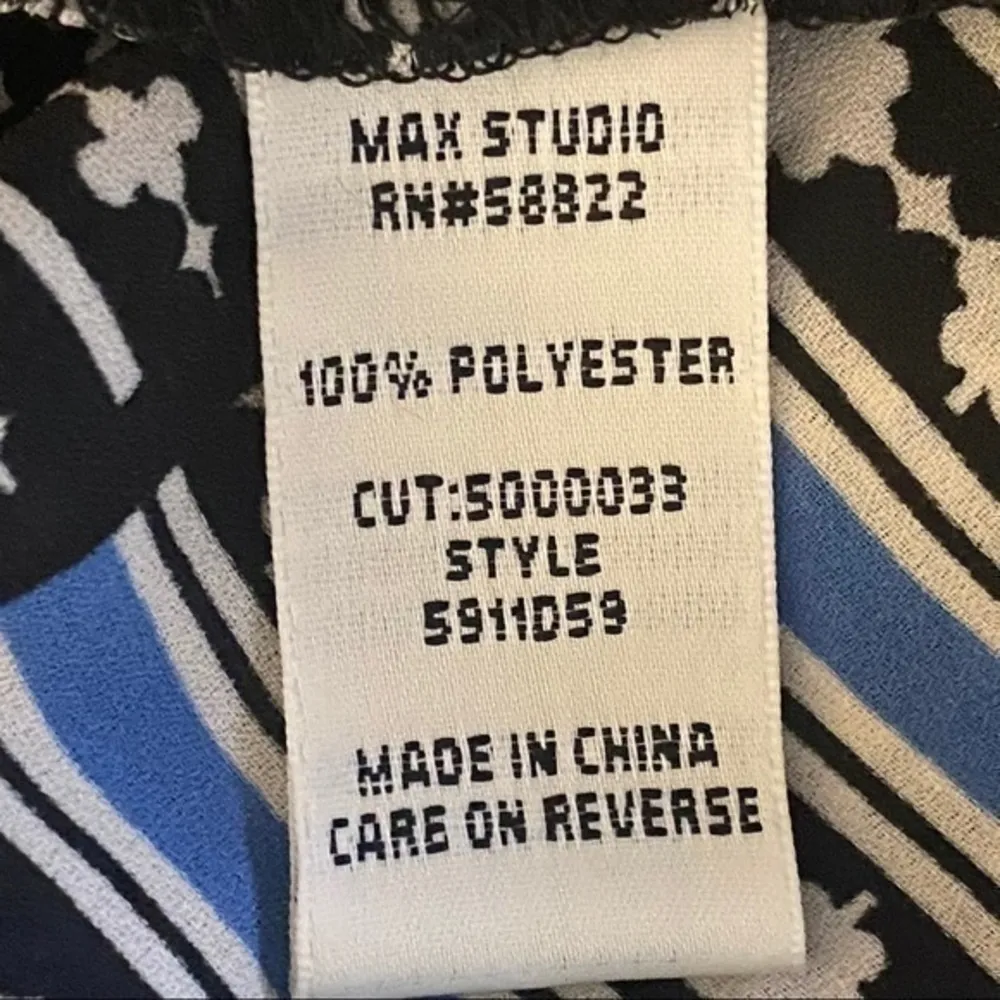 MAX STUDIO
RN#58822
100% POLYESTER
CUT:5000033
STYLE
5911D59
MADE IN CHINA
CARE ON REVERSE